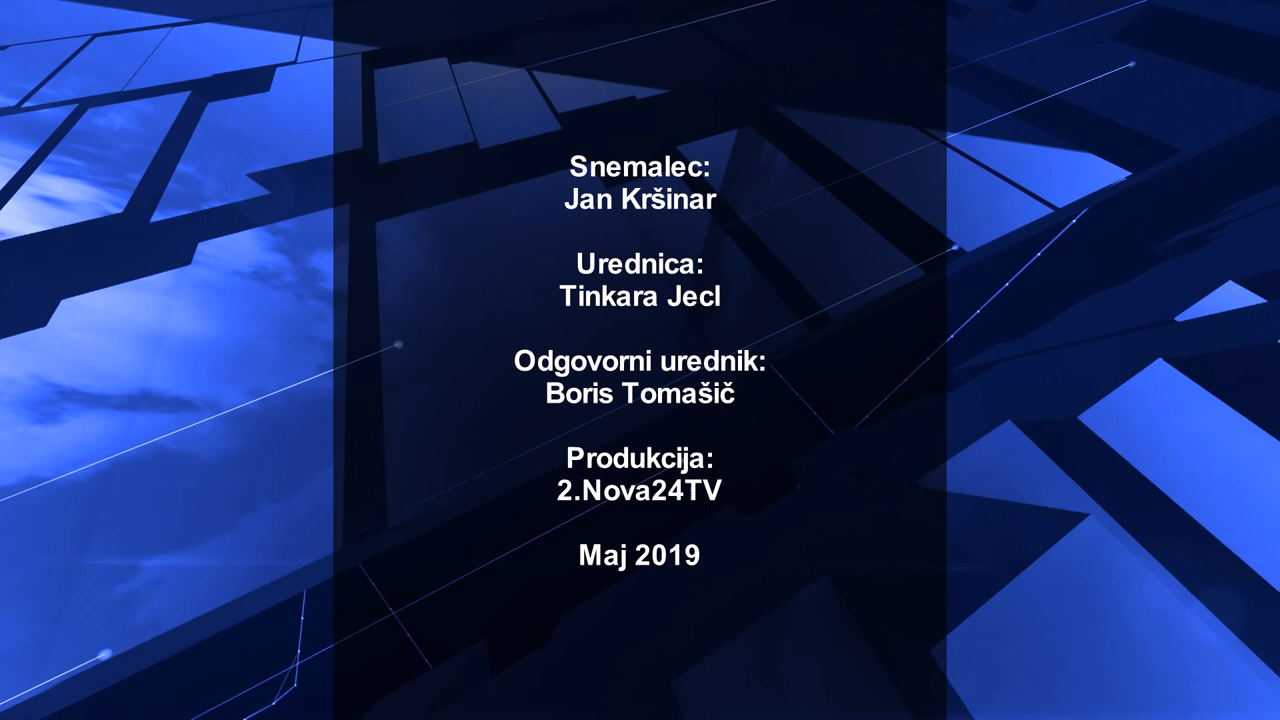 Snemalec:
Jan Kršinar
Urednica:
Tinkara Jecl
Odgovorni urednik:
Boris Tomašič
Produkcija:
2.Nova24TV
Maj 2019